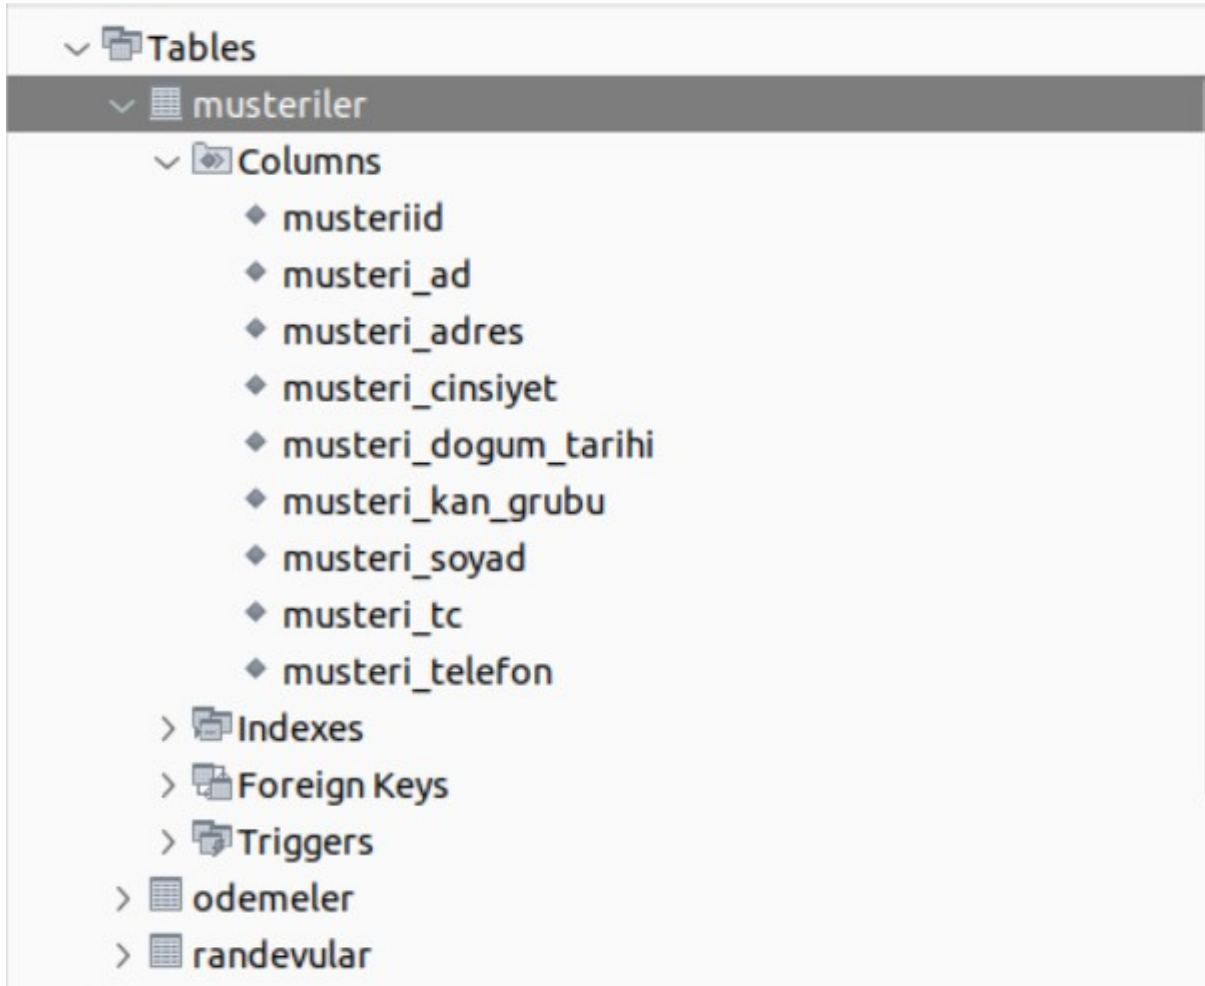 Tables
musteriler
Columns
musteriid
musteri_ad
musteri_adres
musteri_cinsiyet
musteri_dogum_tarihi
musteri_kan_grubu
musteri_soyad
musteri_tc
musteri_telefon
Indexes
Foreign Keys
Triggers
odemeler
randevular